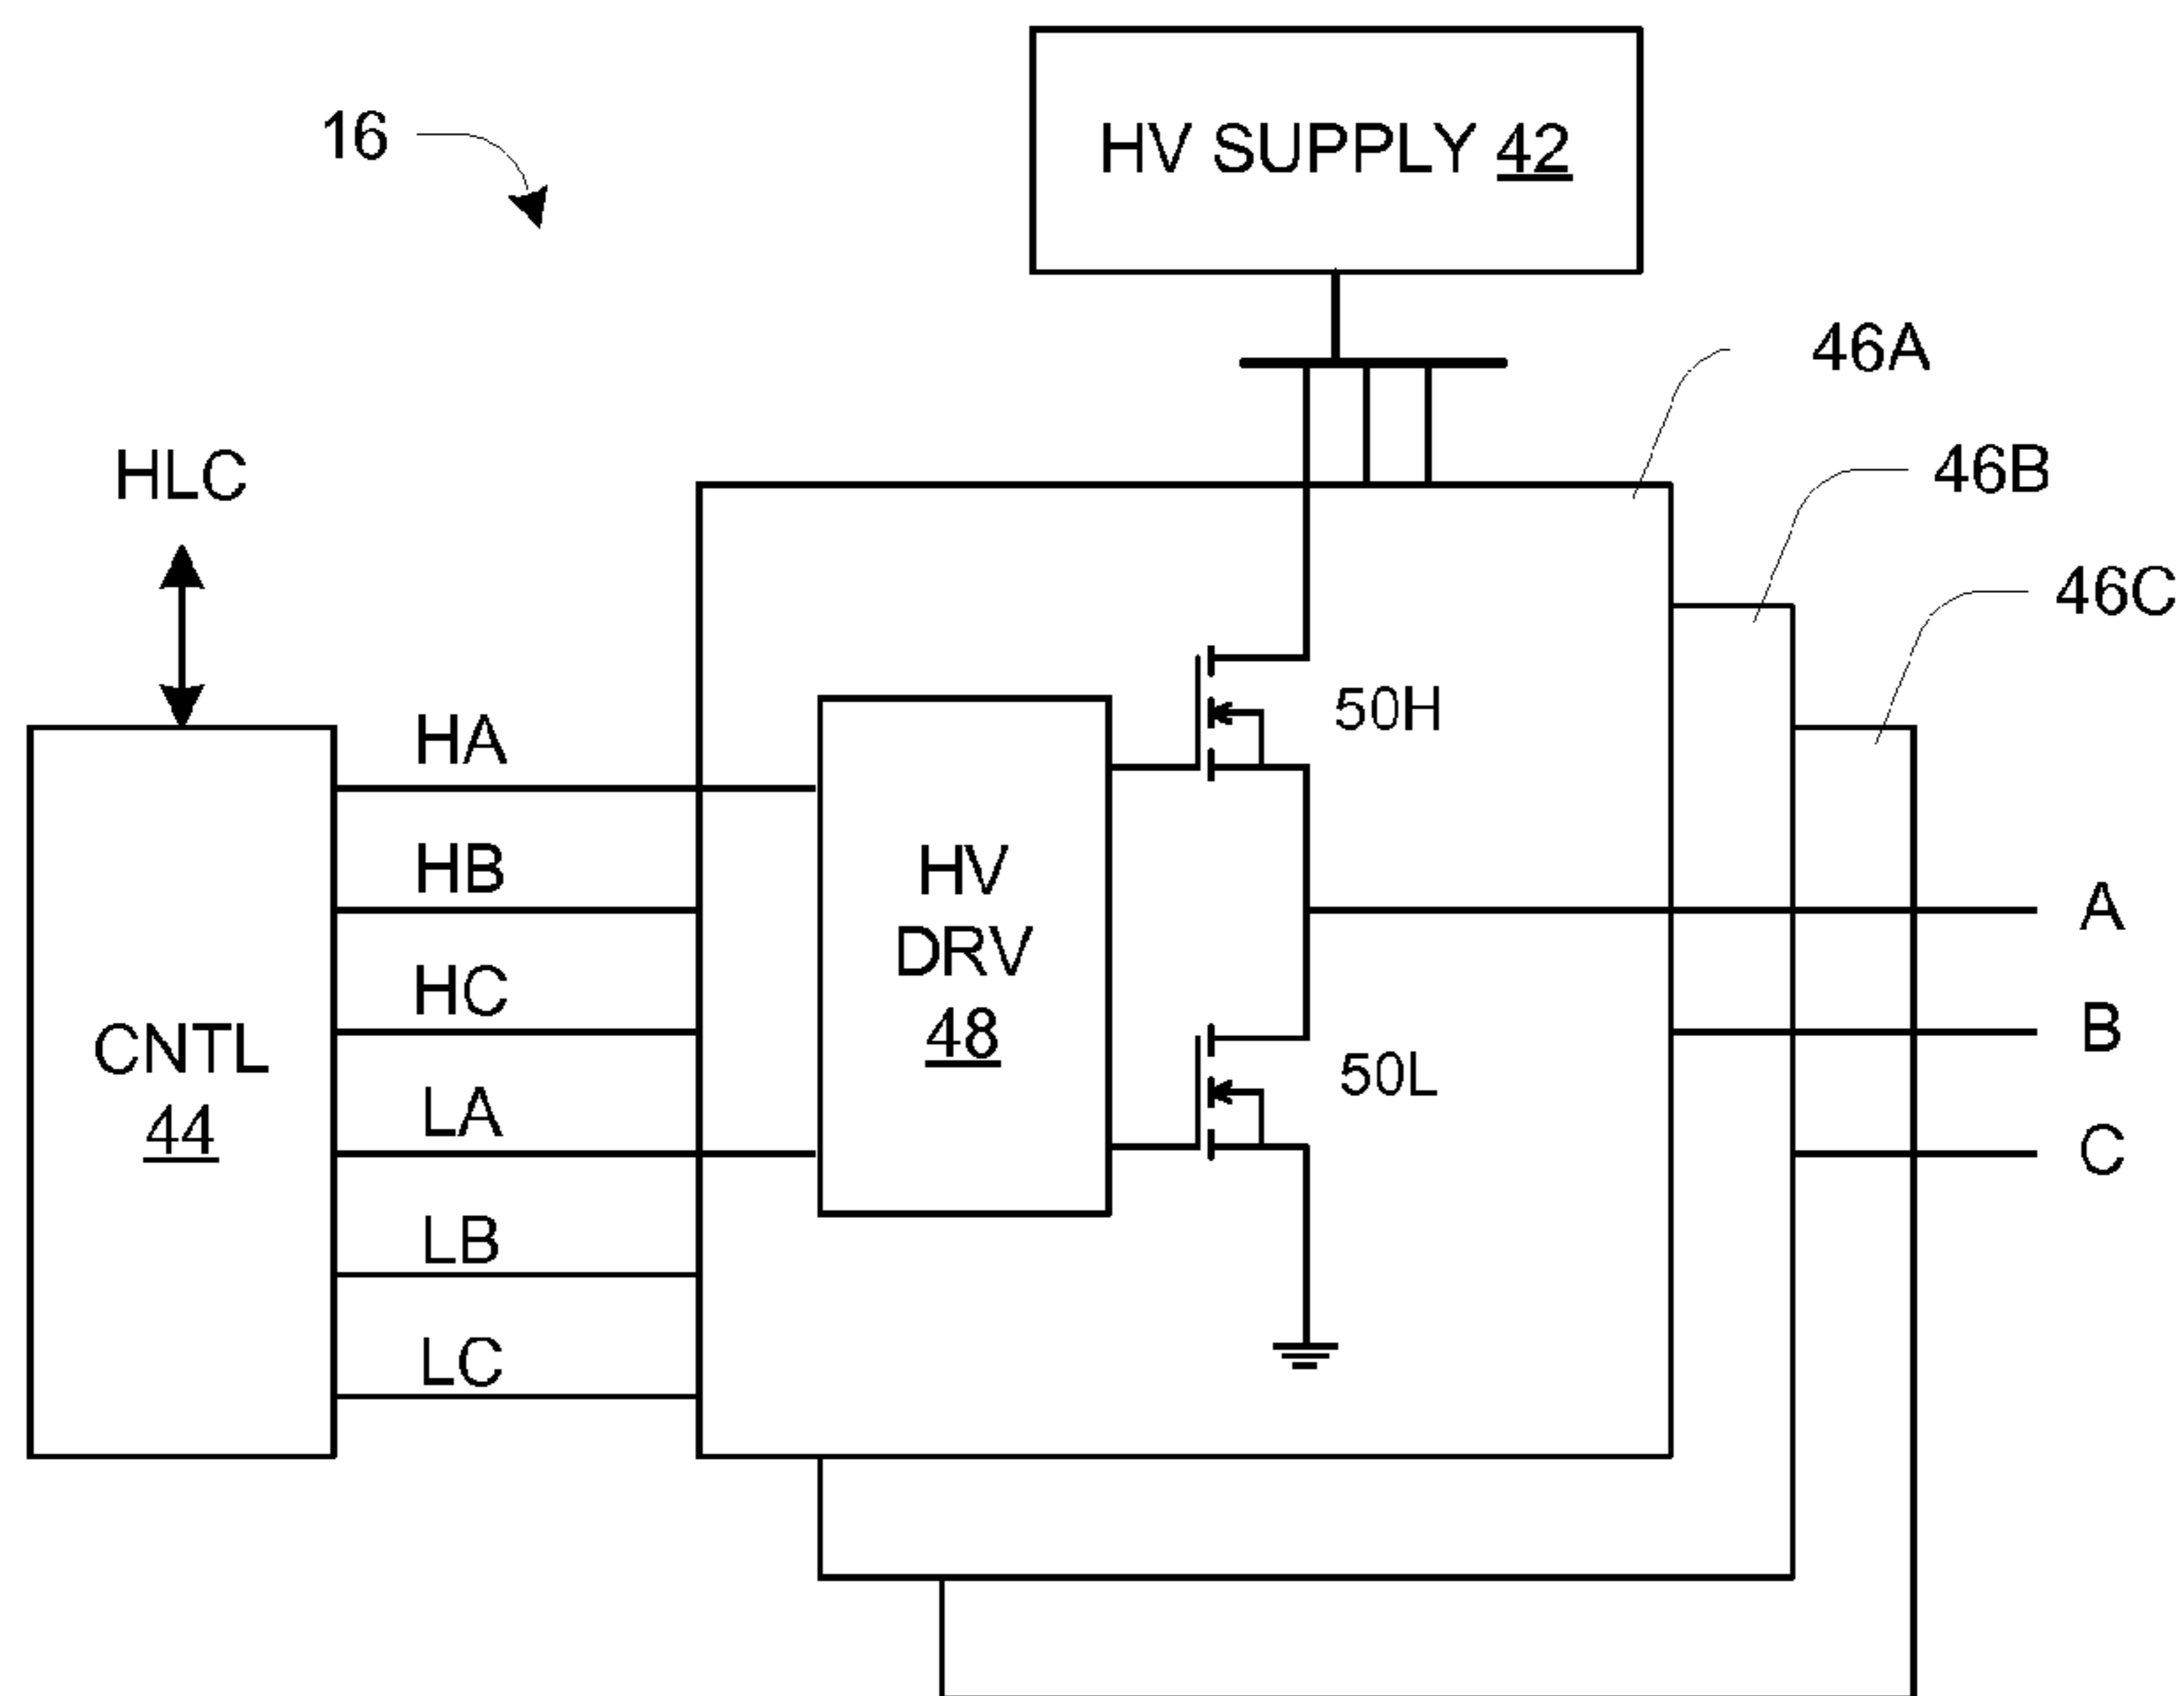 HV SUPPLY 42
16
46A
46B
HLC
46C
50H
HA
HV
DRV
48
HB
A
HC
B
CNTL
44
50L
LA
C
LB
LC